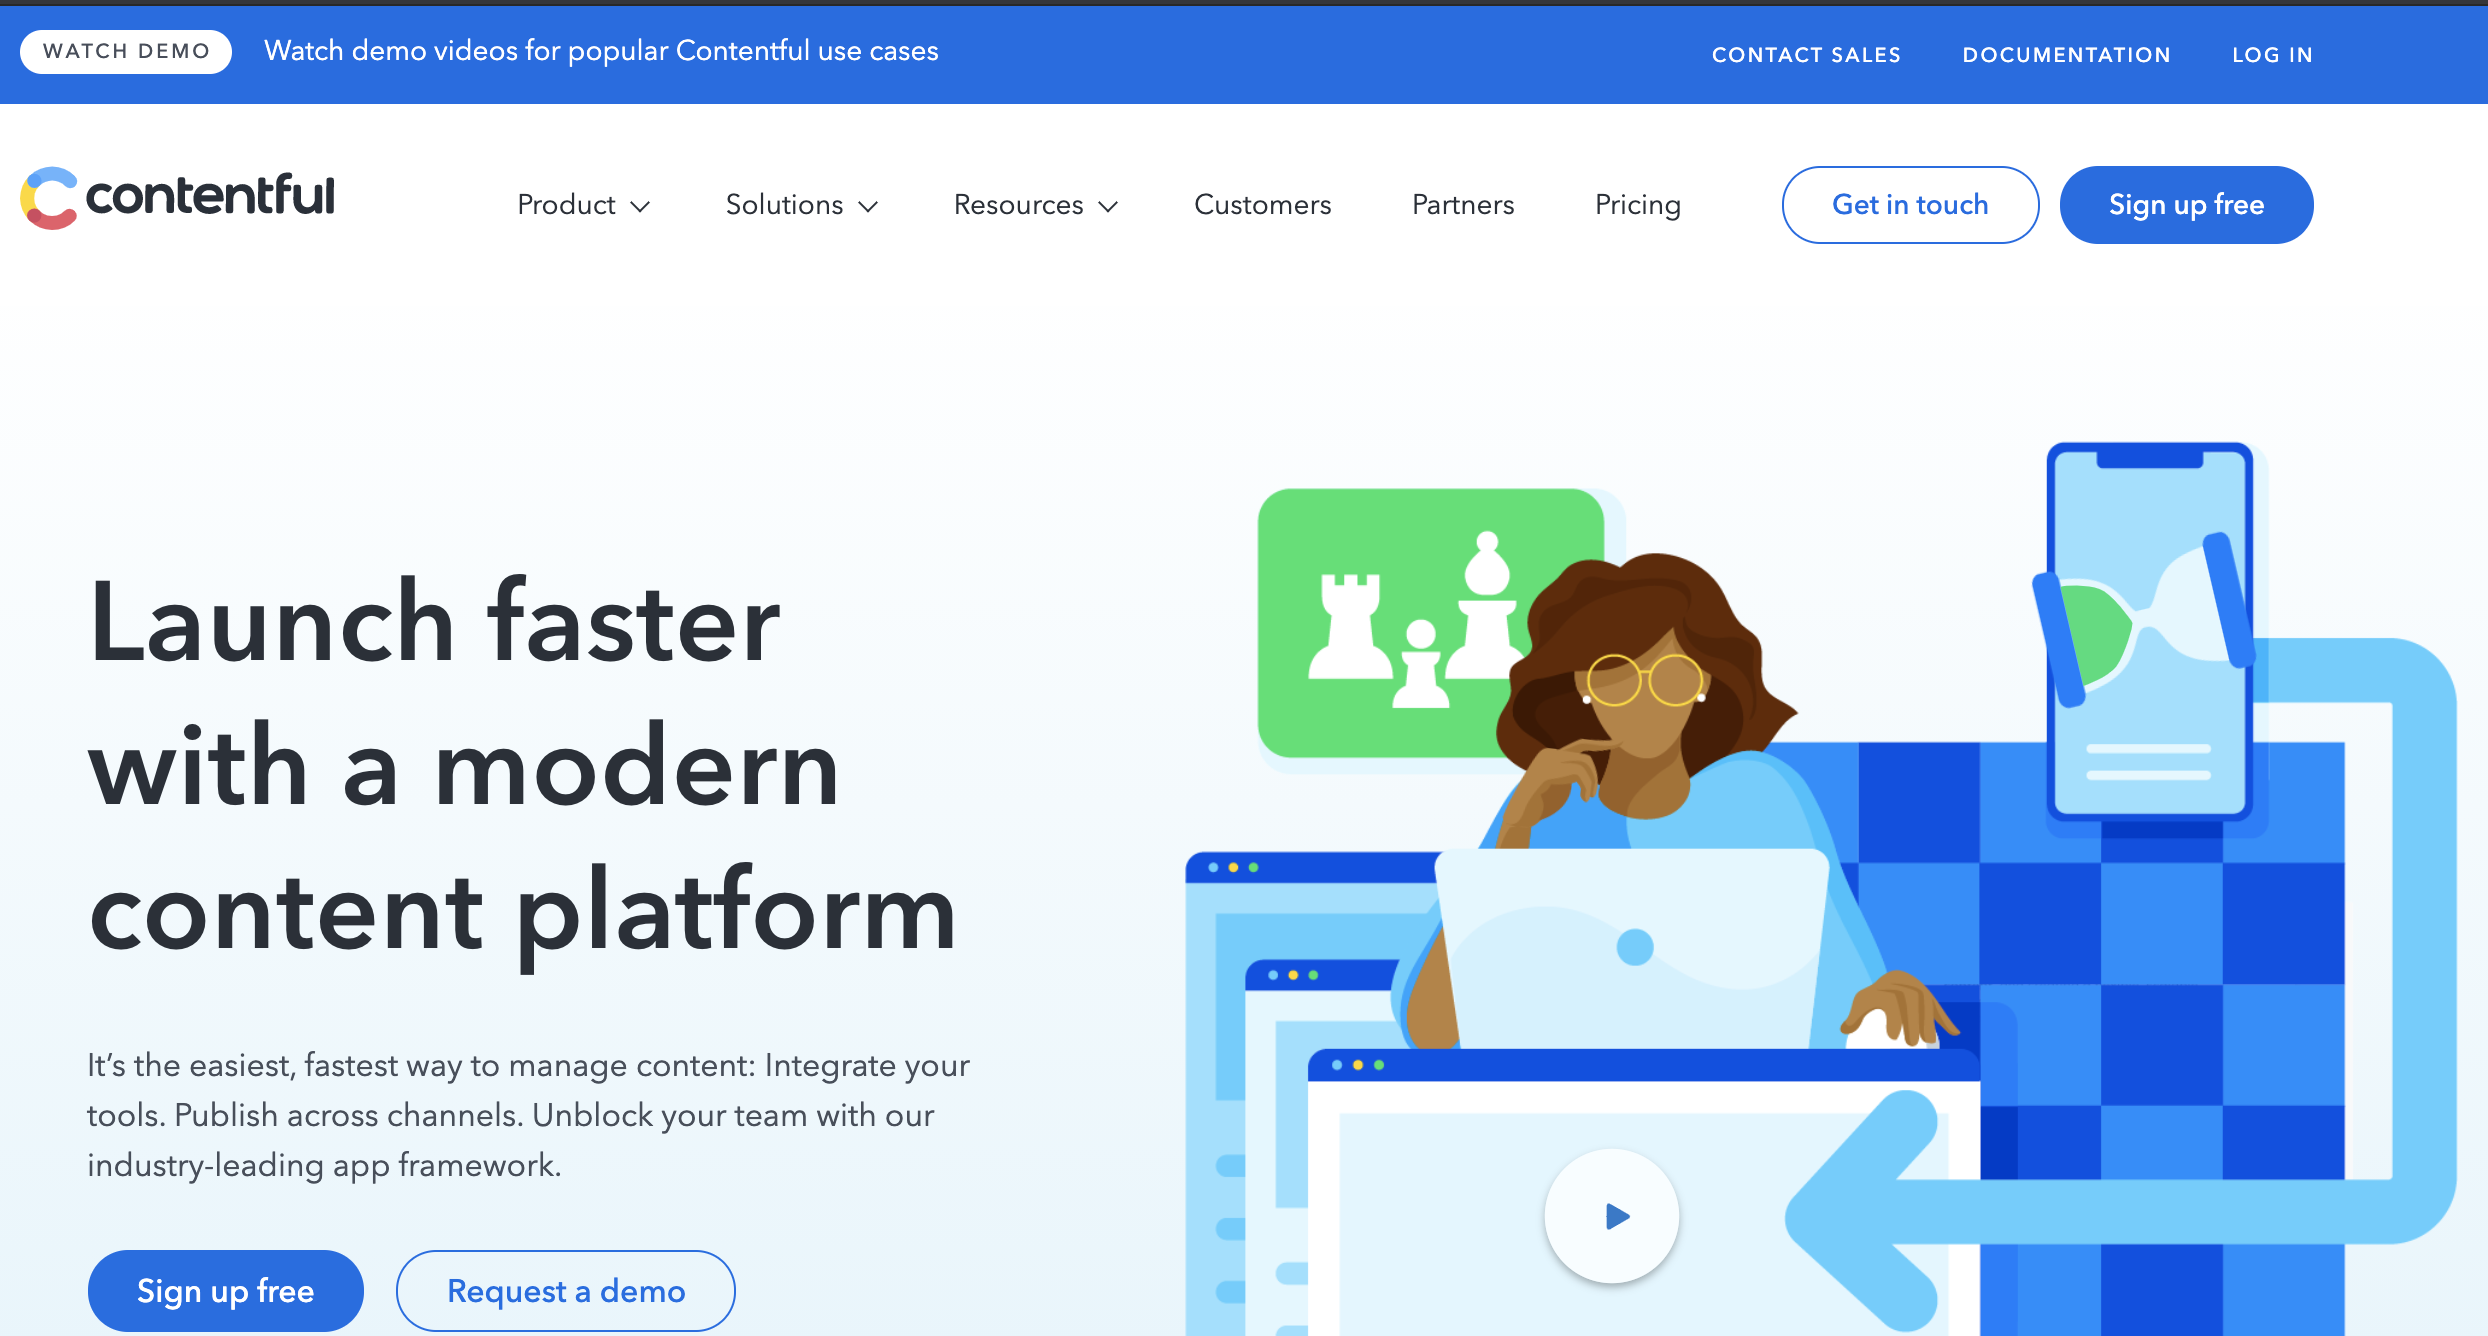 WATCH DEMO
Watch demo videos for popular Contentful use cases
CONTACT SALES
DOCUMENTATION
LOG IN
contentful
Product
Solutions
Resources
Customers
Partners
Pricing
Get in touch
Sign up free
Launch faster
with a modern
content platform
It’s the easiest, fastest way to manage content: Integrate your
tools. Publish across channels. Unblock your team with our
industry-leading app framework.
Sign up free
Request a demo